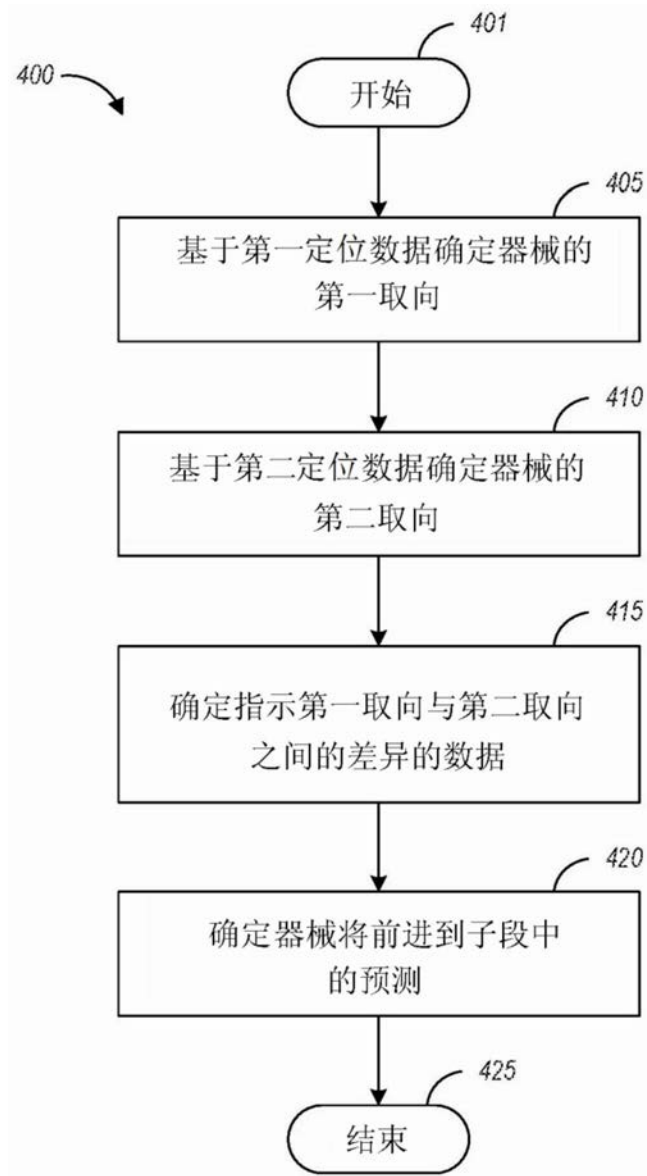 401
400
开始
405
基于第一定位数据确定器械的
第一取向
410
基于第二定位数据确定器械的
第二取向
415
确定指示第一取向与第二取向
之间的差异的数据
420
确定器械将前进到子段中
的预测
425
结束